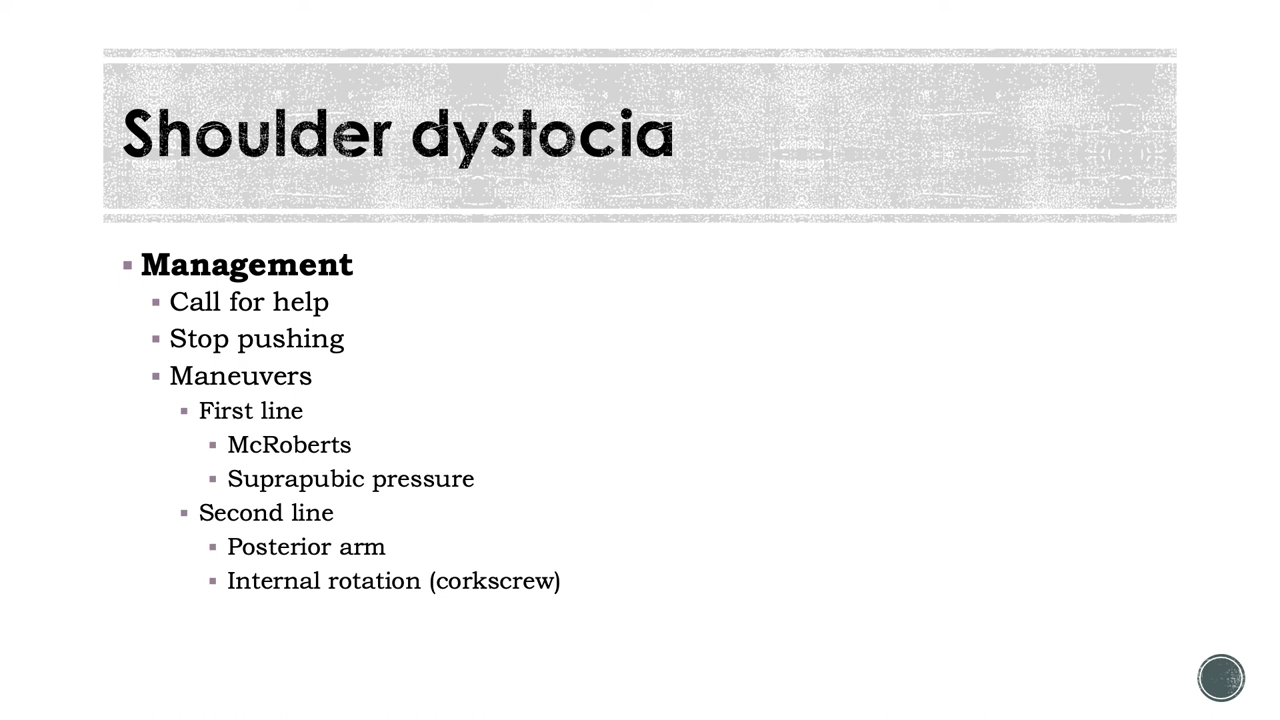 Shoulder dystocia
Management
Call for help
Stop pushing
Maneuvers
First line
McRoberts
Suprapubic pressure
Second line
Posterior arm
Internal rotation (corkscrew)